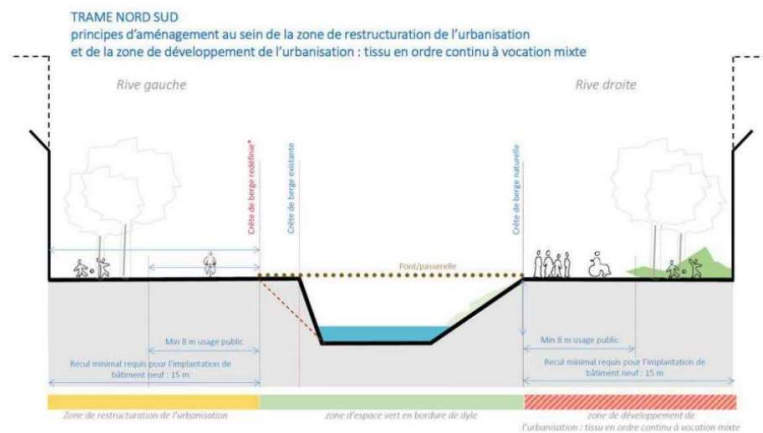 TRAME NORD SUD
principes d'aménagement au sein de la zone de restructuration de l'urbanisation
et de la zone de développement de l'urbanisation : tissu en ordre continu à vocation mixte
Rive gauche
Rive droite
Crête de berge redéfinie*
Crête de berge existante
Crête de berge naturelle
Pont/passerelle
Min 8 m usage public
Recul minimal requis pour l'implantation de
bâtiment neuf : 15 m
Min 8 m usage public
Recul minimal requis pour l'implantation de
bâtiment neuf : 15 m
Zone de restructuration de l'urbanisation
zone d'espace vert en bordure de dyle
zone de développement de
l'urbanisation : tissu en ordre continu à vocation mixte